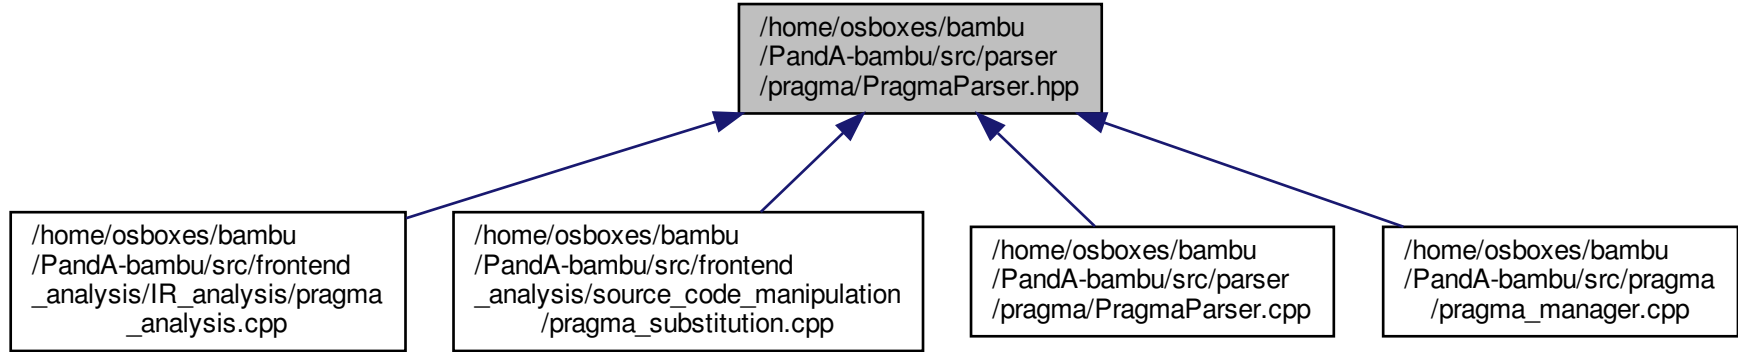 /home/osboxes/bambu
/PandA-bambu/src/parser
/pragma/PragmaParser.hpp
/home/osboxes/bambu
/PandA-bambu/src/frontend
_analysis/IR_analysis/pragma
_analysis.cpp
/home/osboxes/bambu
/PandA-bambu/src/frontend
_analysis/source_code_manipulation
/pragma_substitution.cpp
/home/osboxes/bambu
/PandA-bambu/src/parser
/pragma/PragmaParser.cpp
/home/osboxes/bambu
/PandA-bambu/src/pragma
/pragma_manager.cpp